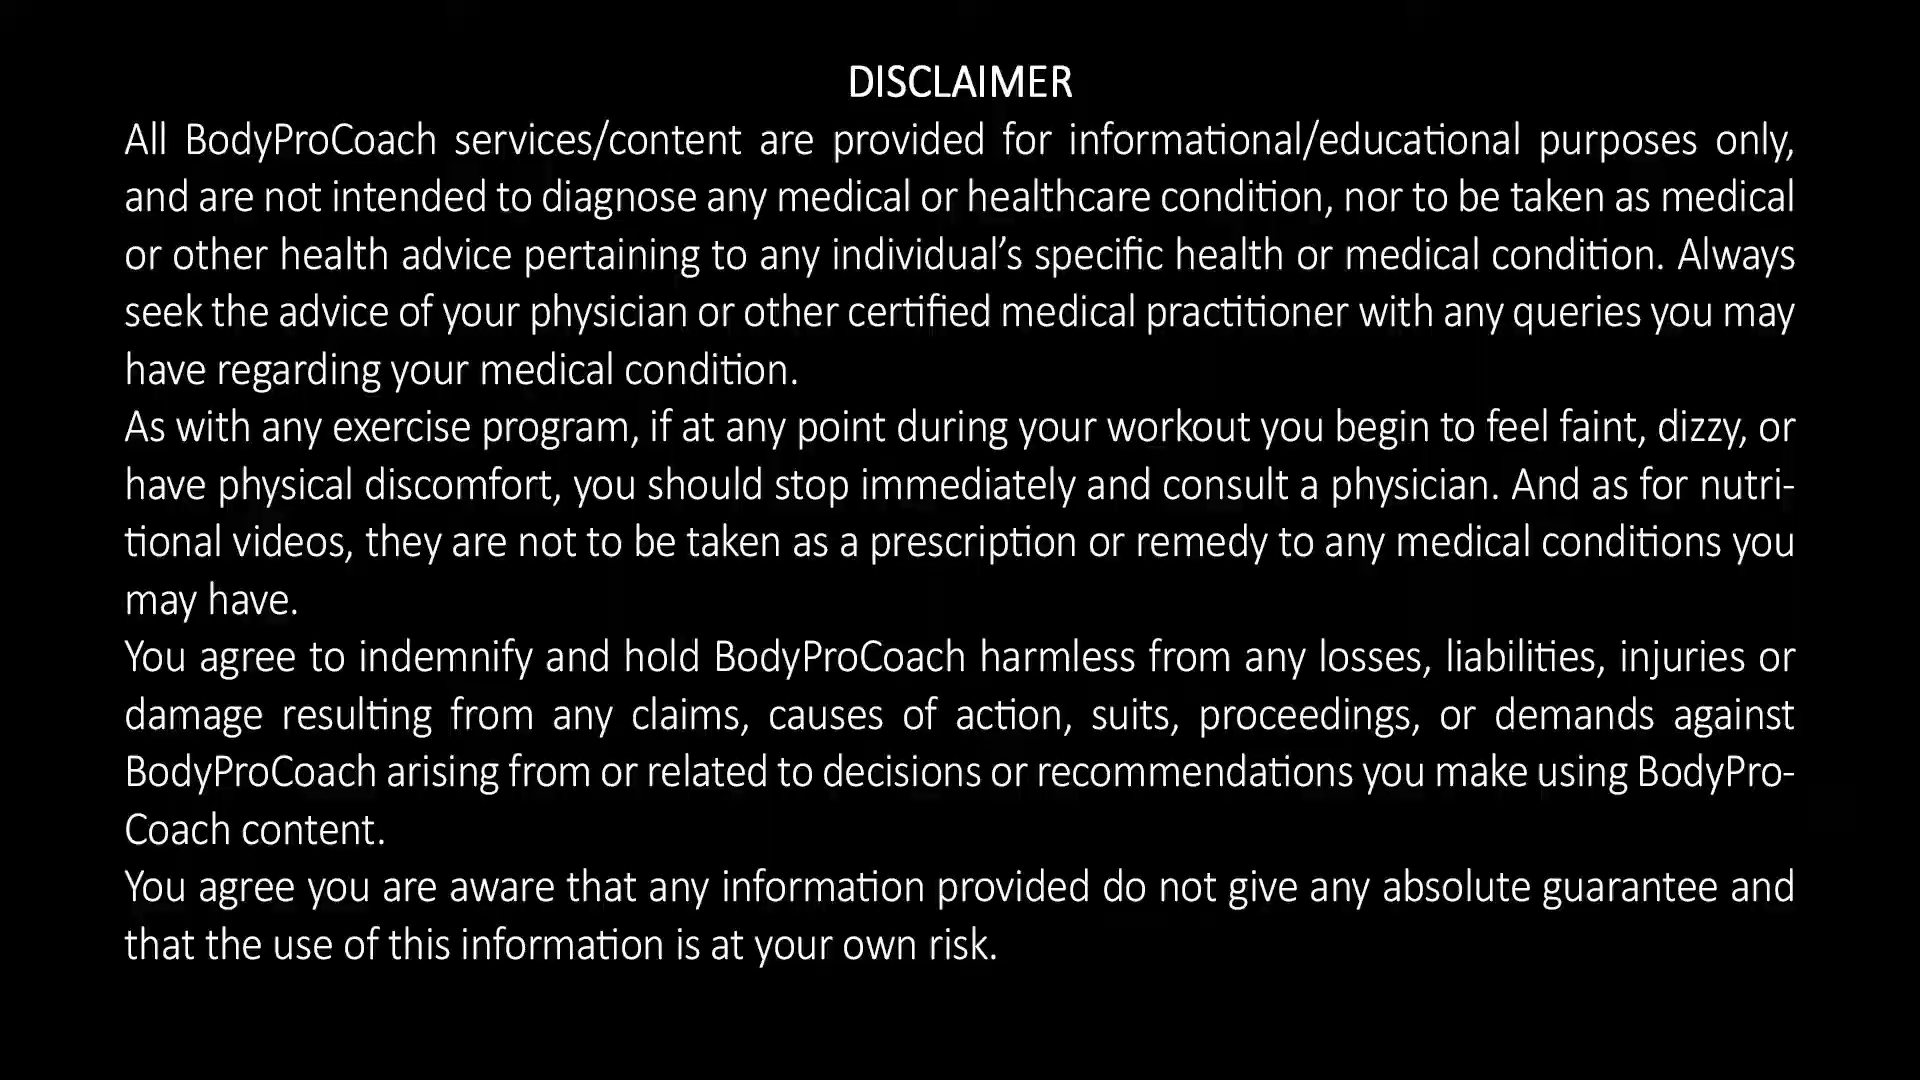 DISCLAIMER
All BodyProCoach services/content are provided for informational/educational purposes only,
and are not intended to diagnose any medical or healthcare condition, nor to be taken as medical
or other health advice pertaining to any individual’s specific health or medical condition. Always
seek the advice of your physician or other certified medical practitioner with any queries you may
have regarding your medical condition.
As with any exercise program, if at any point during your workout you begin to feel faint, dizzy, or
have physical discomfort, you should stop immediately and consult a physician. And as for nutri-
tional videos, they are not to be taken as a prescription or remedy to any medical conditions you
may have.
You agree to indemnify and hold BodyProCoach harmless from any losses, liabilities, injuries or
damage resulting from any claims, causes of action, suits, proceedings, or demands against
BodyProCoach arising from or related to decisions or recommendations you make using BodyPro-
Coach content.
You agree you are aware that any information provided do not give any absolute guarantee and
that the use of this information is at your own risk.